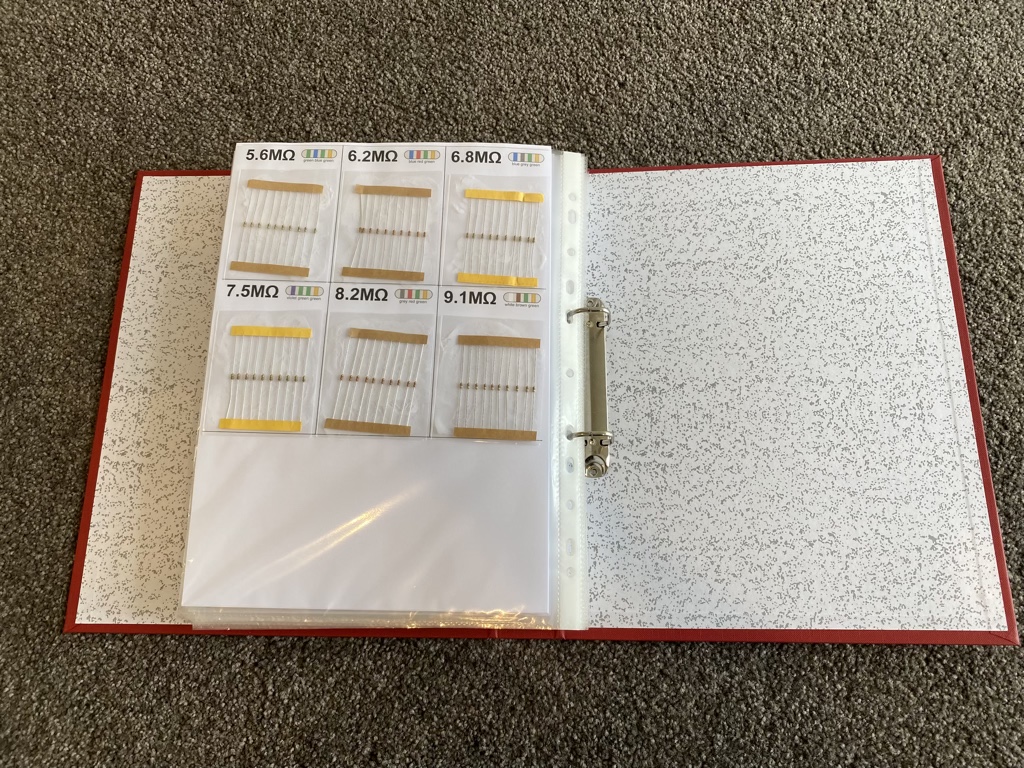 5.6MΩ green blue green
6.2MΩ blue red green
6.8MΩ blue grey green
7.5MΩ violet green green
8.2MΩ grey red green
9.1MΩ white brown green